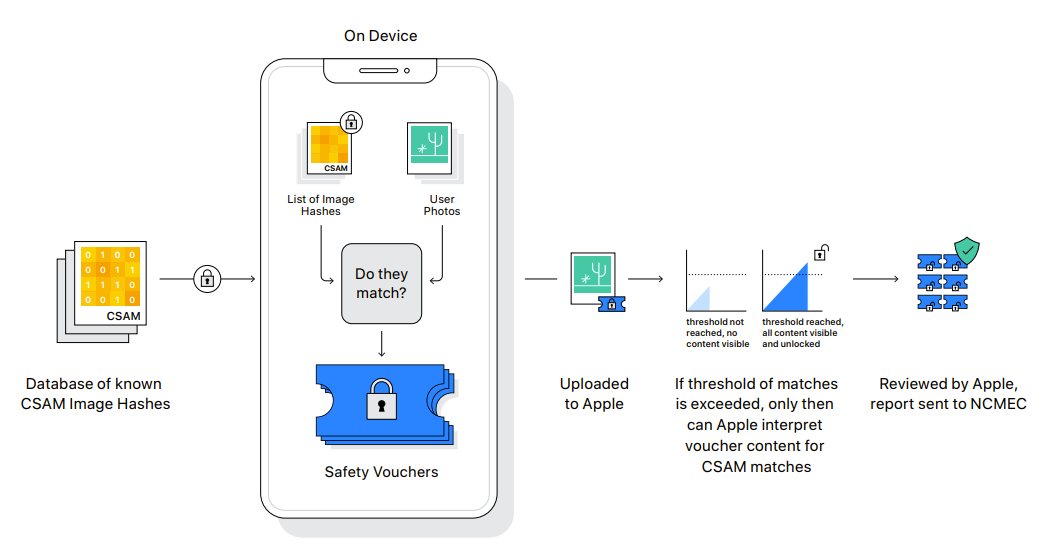 On Device
CSAM
List of Image
Hashes
User
Photos
Do they
match?
Safety Vouchers
0 1 0 0
0 0 1
1 1 1 0
0 0 1 0
CSAM
Database of known
CSAM Image Hashes
Uploaded
to Apple
threshold not
reached, no
content visible
threshold reached,
all content visible
and unlocked
If threshold of matches
is exceeded, only then
can Apple interpret
voucher content for
CSAM matches
Reviewed by Apple,
report sent to NCMEC